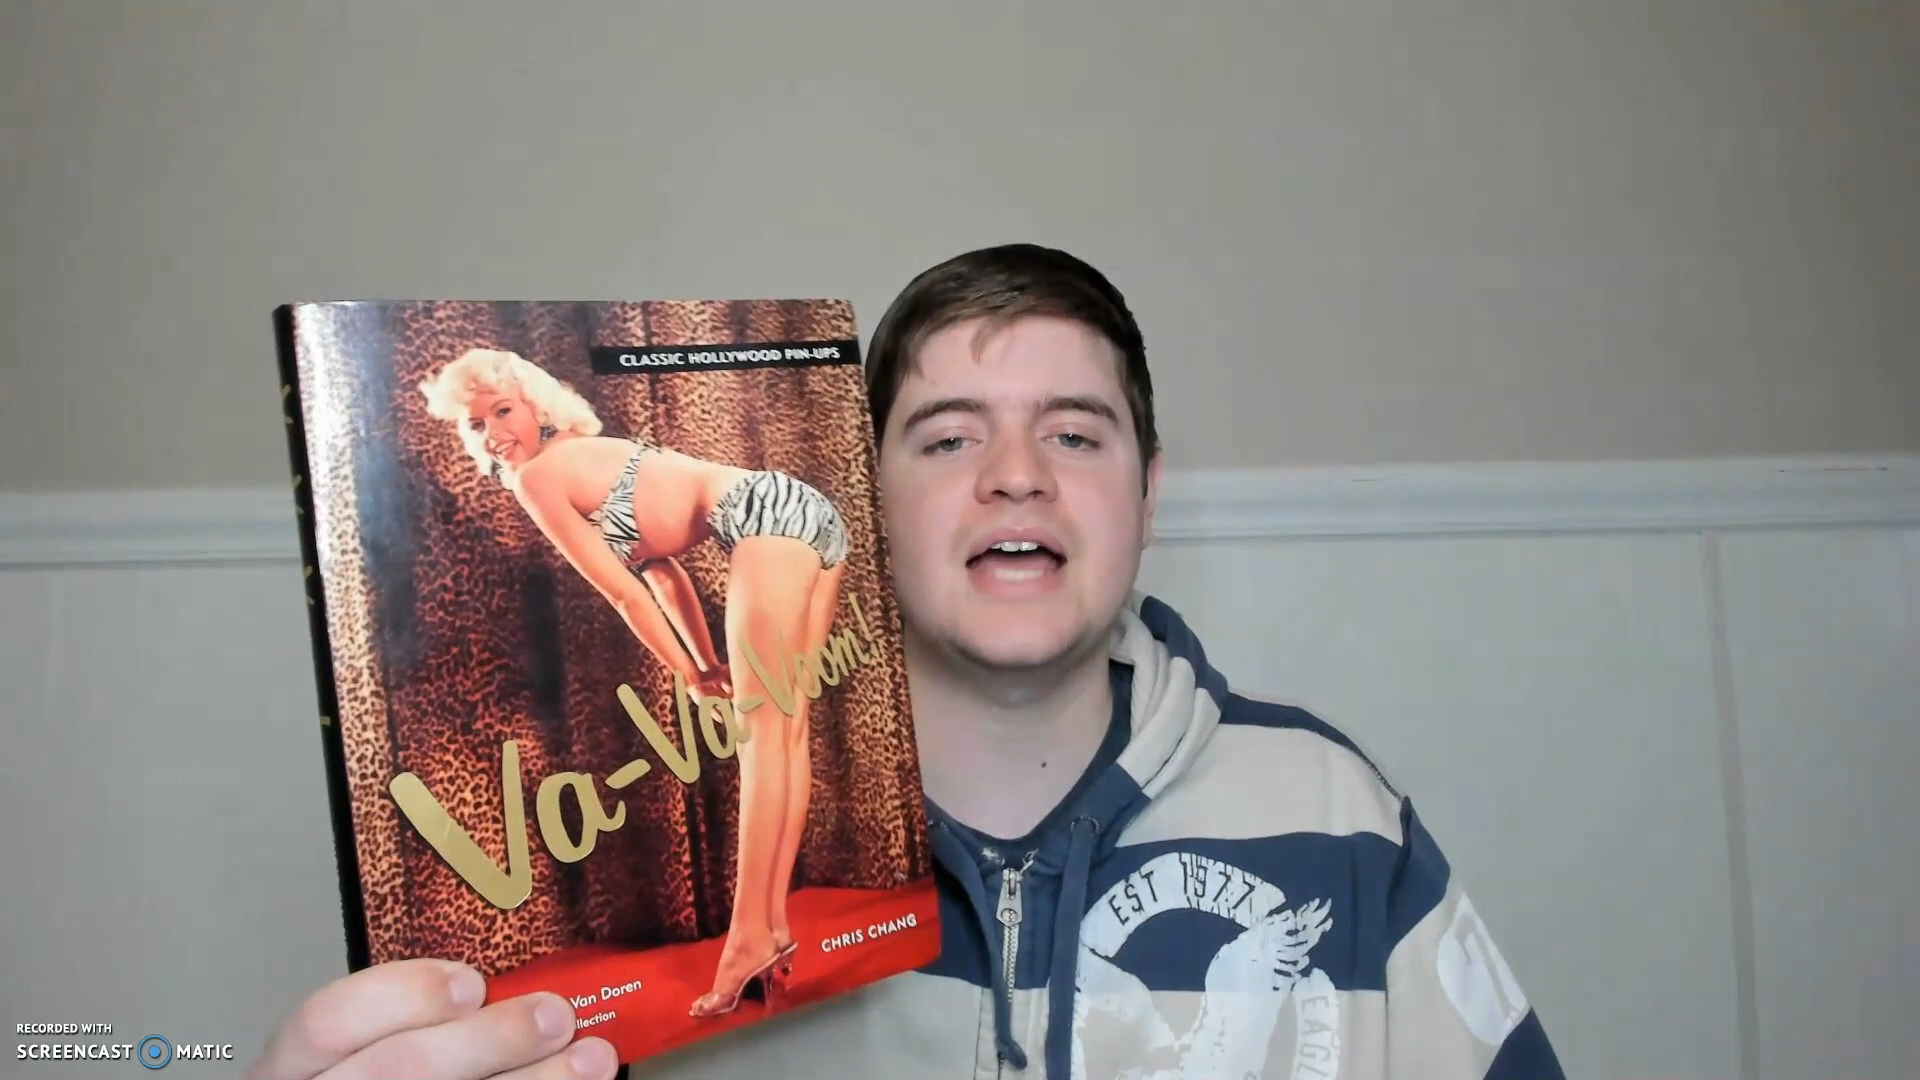 CLASSIC HOLLYWOOD PIN-UPS
Va-Va-Voom!
CHRIS CHANG
Van Doren
llection
EST 1977
EAGL
RECORDED WITH
SCREENCAST MATIC